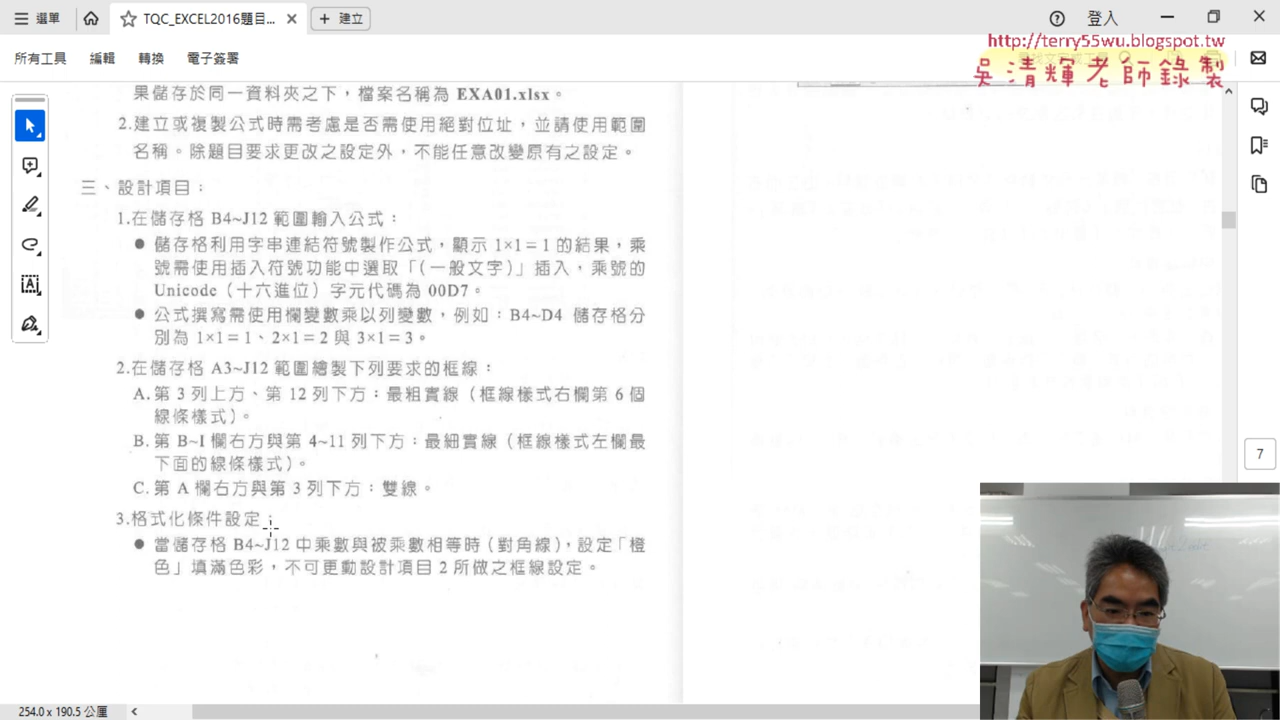 選單
TQC_EXCEL2016題目...
建立
登入
所有工具
編輯
轉換
電子簽署
http://terry55wu.blogspot.tw
吳清輝老師錄製
果儲存於同一資料夾之下，檔案名稱為 EXA01.xlsx。
2.建立或複製公式時需考慮是否需使用絕對位址，並請使用範圍
名稱。除題目要求更改之設定外，不能任意改變原有之設定。
三、設計項目：
1.在儲存格 B4~J12 範圍輸入公式：
● 儲存格利用字串連結符號製作公式，顯示 1×1=1 的結果，乘
號需使用插入符號功能中選取「(一般文字)」插入，乘號的
Unicode（十六進位）字元代碼為 00D7。
● 公式撰寫需使用欄變數乘以列變數，例如：B4~D4 儲存格分
別為 1×1=1、2×1=2 與 3×1=3。
2.在儲存格 A3~J12 範圍繪製下列要求的框線：
A.第 3 列上方、第 12 列下方：最粗實線（框線樣式右欄第 6 個
線條樣式）。
B.第 B~I 欄右方與第 4~11 列下方：最細實線（框線樣式左欄最
下面的線條樣式）。
C.第 A 欄右方與第 3 列下方：雙線。
3.格式化條件設定：
● 當儲存格 B4~J12 中乘數與被乘數相等時（對角線），設定「橙
色」填滿色彩，不可更動設計項目 2 所做之框線設定。
7
254.0 x 190.5 公厘